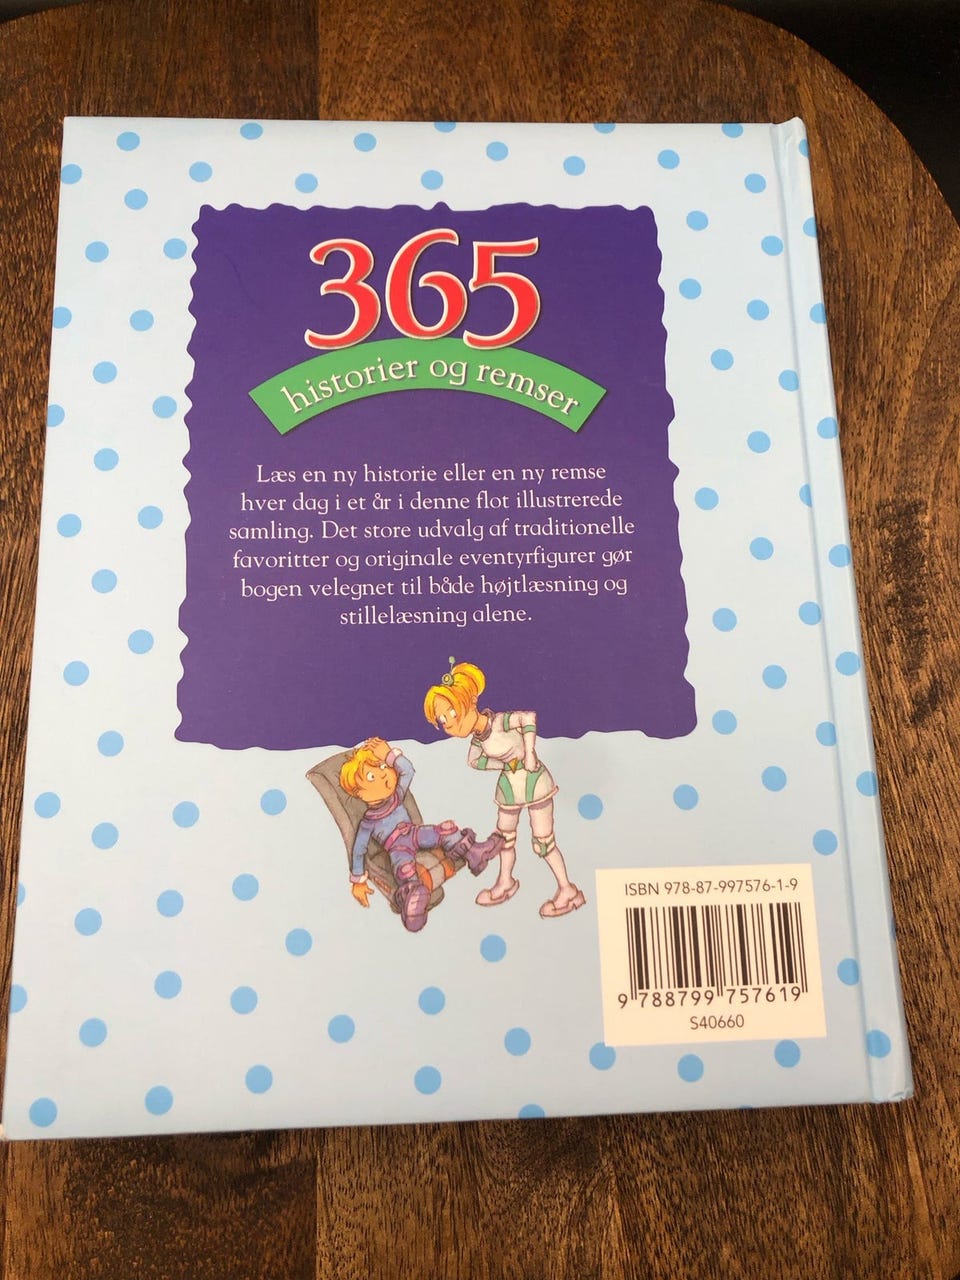 365
historier og remser
Læs en ny historie eller en ny remse
hver dag i et år i denne flot illustrerede
samling. Det store udvalg af traditionelle
favoritter og originale eventyrfigurer gør
bogen velegnet til både højtlæsning og
stillelæsning alene.
ISBN 978-87-997576-1-9
9 788799 757619
S40660